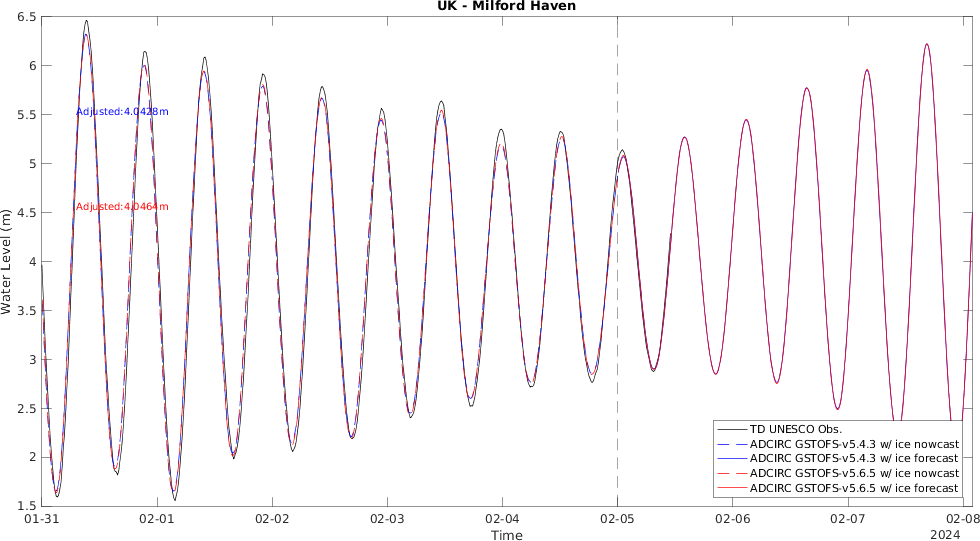 UK - Milford Haven
6.5
6
5.5
5
4.5
4
3.5
3
2.5
2
1.5
Water Level (m)
Adjusted:4.0428m
Adjusted:4.0464m
TD UNESCO Obs.
ADCIRC GSTOFS-v5.4.3 w/ ice nowcast
ADCIRC GSTOFS-v5.4.3 w/ ice forecast
ADCIRC GSTOFS-v5.6.5 w/ ice nowcast
ADCIRC GSTOFS-v5.6.5 w/ ice forecast
01-31 02-01 02-02 02-03 02-04 02-05 02-06 02-07 02-08
Time
2024